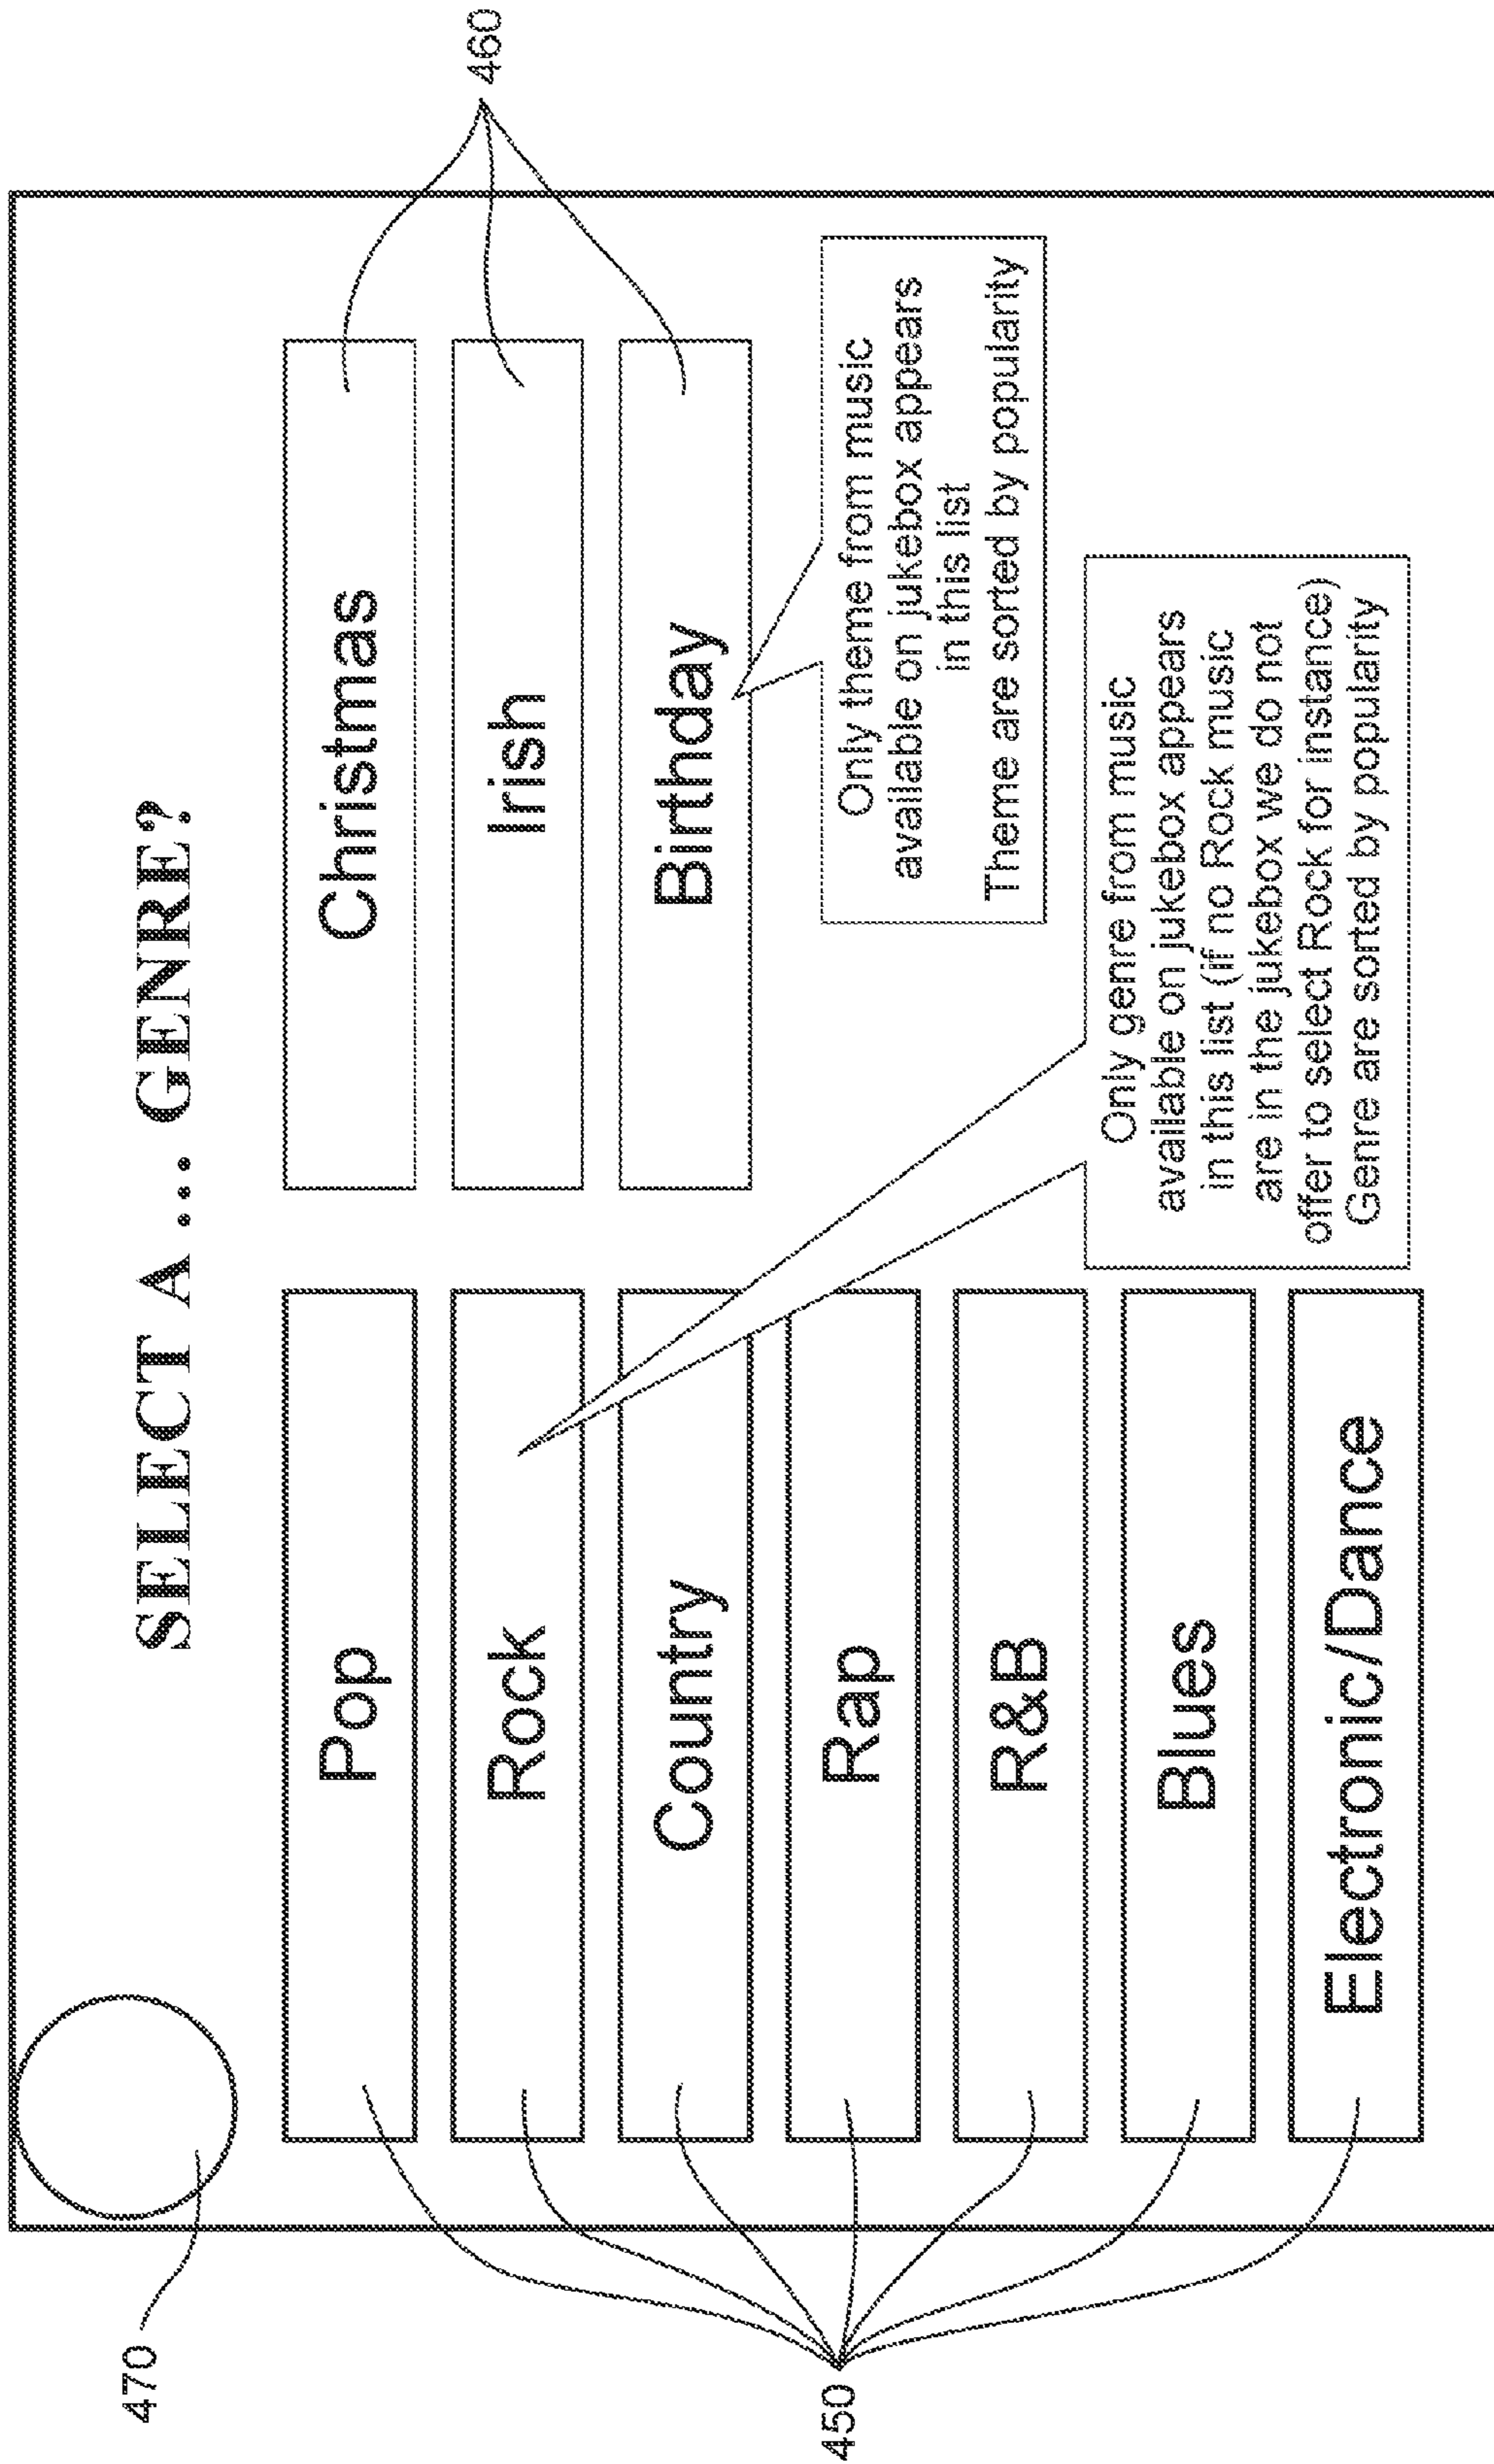 470
SELECT A... GENRE?
Pop
Rock
Country
Rap
R&B
Blues
Electronic/Dance
450
Christmas
Irish
Birthday
460
Only theme from music
available on jukebox appears
in this list
Theme are sorted by popularity
Only genre from music
available on jukebox appears
in this list (if no Rock music
are in the jukebox we do not
offer to select Rock for instance)
Genre are sorted by popularity